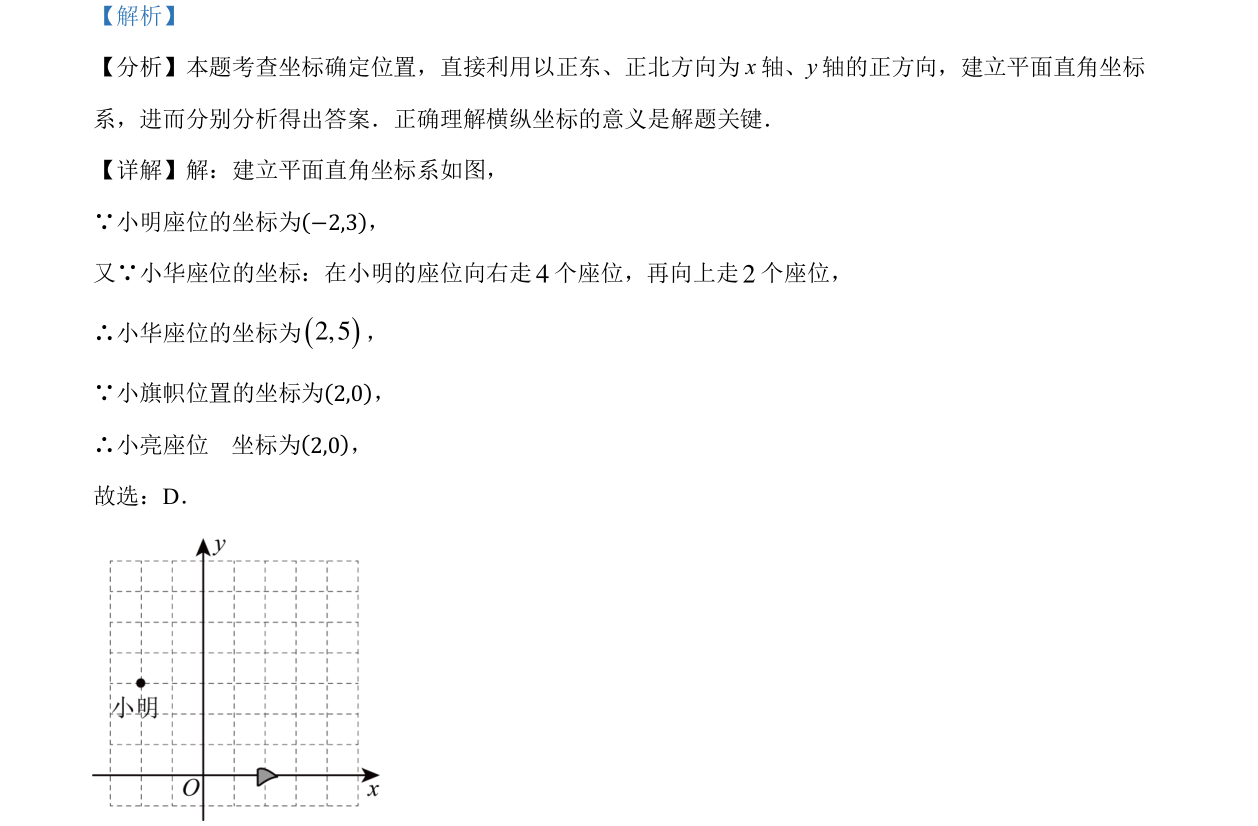 【解析】
【分析】本题考查坐标确定位置，直接利用以正东、正北方向为 x 轴、y 轴的正方向，建立平面直角坐标
系，进而分别分析得出答案．正确理解横纵坐标的意义是解题关键．
【详解】解：建立平面直角坐标系如图，
∵小明座位的坐标为(−2,3)，
又∵小华座位的坐标：在小明的座位向右走 4 个座位，再向上走 2 个座位，
∴小华座位的坐标为(2,5)，
∵小旗帜位置的坐标为(2,0)，
∴小亮座位　坐标为(2,0)，
故选：D．
y
小明
O
x